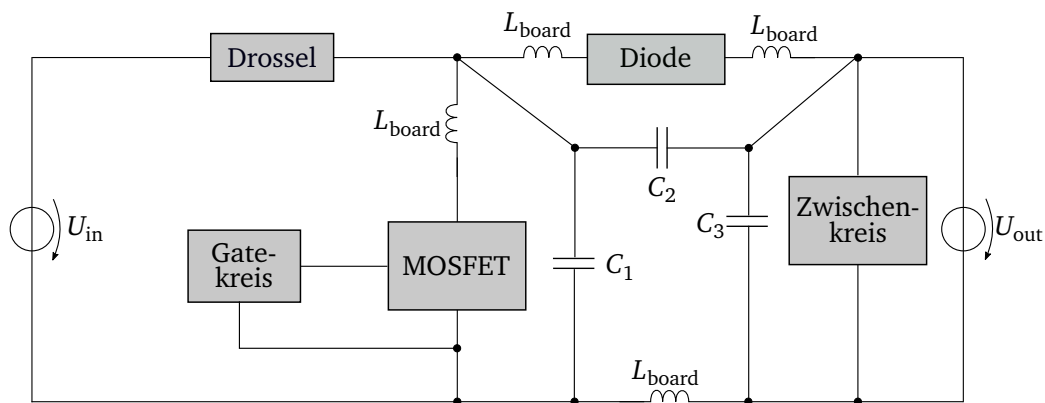 L_board
L_board
Drossel
Diode
L_board
C_2
U_in
Gate-
kreis
MOSFET
C_1
C_3
Zwischen-
kreis
U_out
L_board